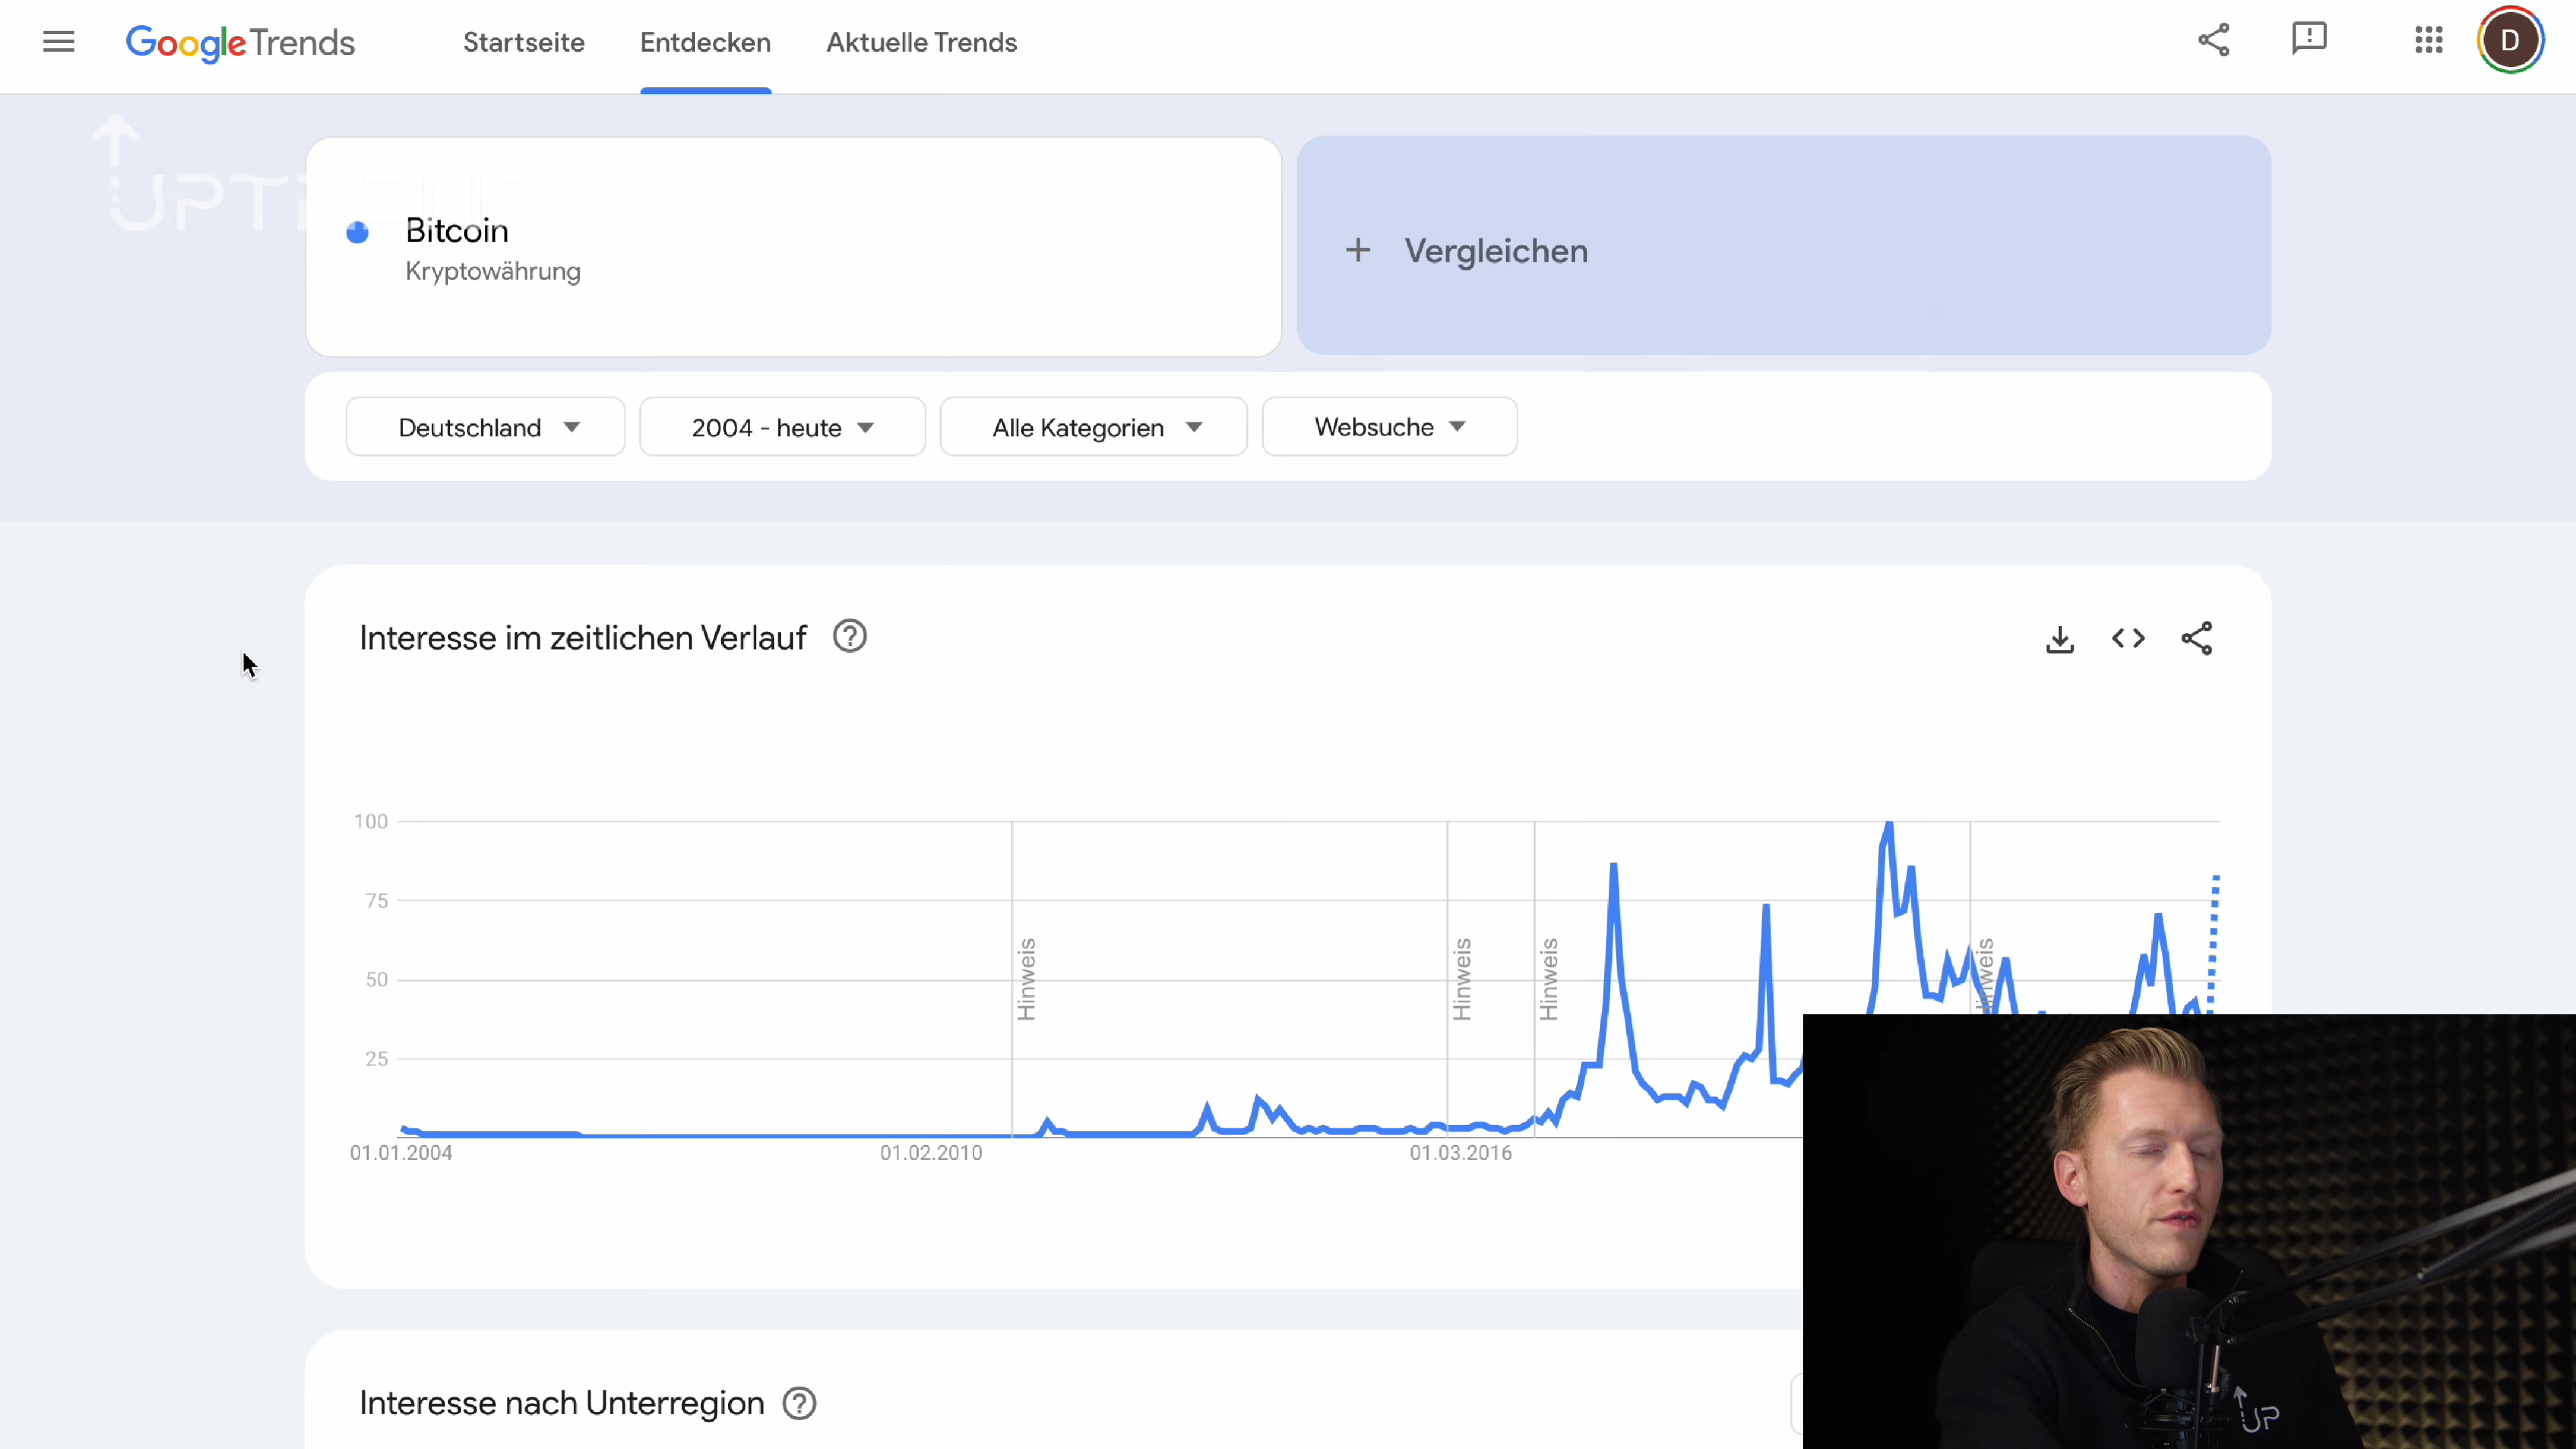 Google Trends
Startseite
Entdecken
Aktuelle Trends
D
UPTREND
Bitcoin
Kryptowährung
+ Vergleichen
Deutschland
2004 - heute
Alle Kategorien
Websuche
Interesse im zeitlichen Verlauf
100
75
50
25
Hinweis
Hinweis
Hinweis
Hinweis
01.01.2004
01.02.2010
01.03.2016
Interesse nach Unterregion
UP